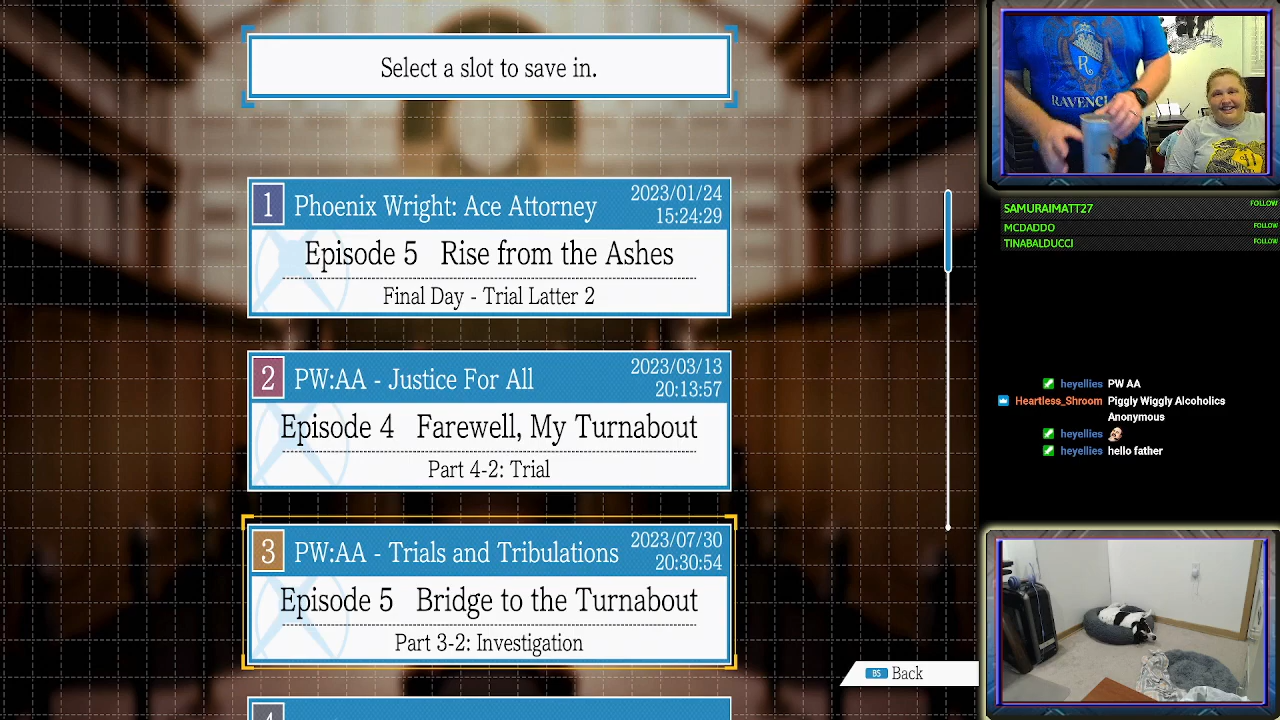 Select a slot to save in.
1 Phoenix Wright: Ace Attorney 2023/01/24 15:24:29
Episode 5 Rise from the Ashes
Final Day - Trial Latter 2
2 PW:AA - Justice For All 2023/03/13 20:13:57
Episode 4 Farewell, My Turnabout
Part 4-2: Trial
3 PW:AA - Trials and Tribulations 2023/07/30 20:30:54
Episode 5 Bridge to the Turnabout
Part 3-2: Investigation
BS Back
R
SAMURAIMATT27 FOLLOW
MCDADDO FOLLOW
TINABALDUCCI FOLLOW
heyellies PW AA
Heartless_Shroom Piggly Wiggly Alcoholics
Anonymous
heyellies
heyellies hello father